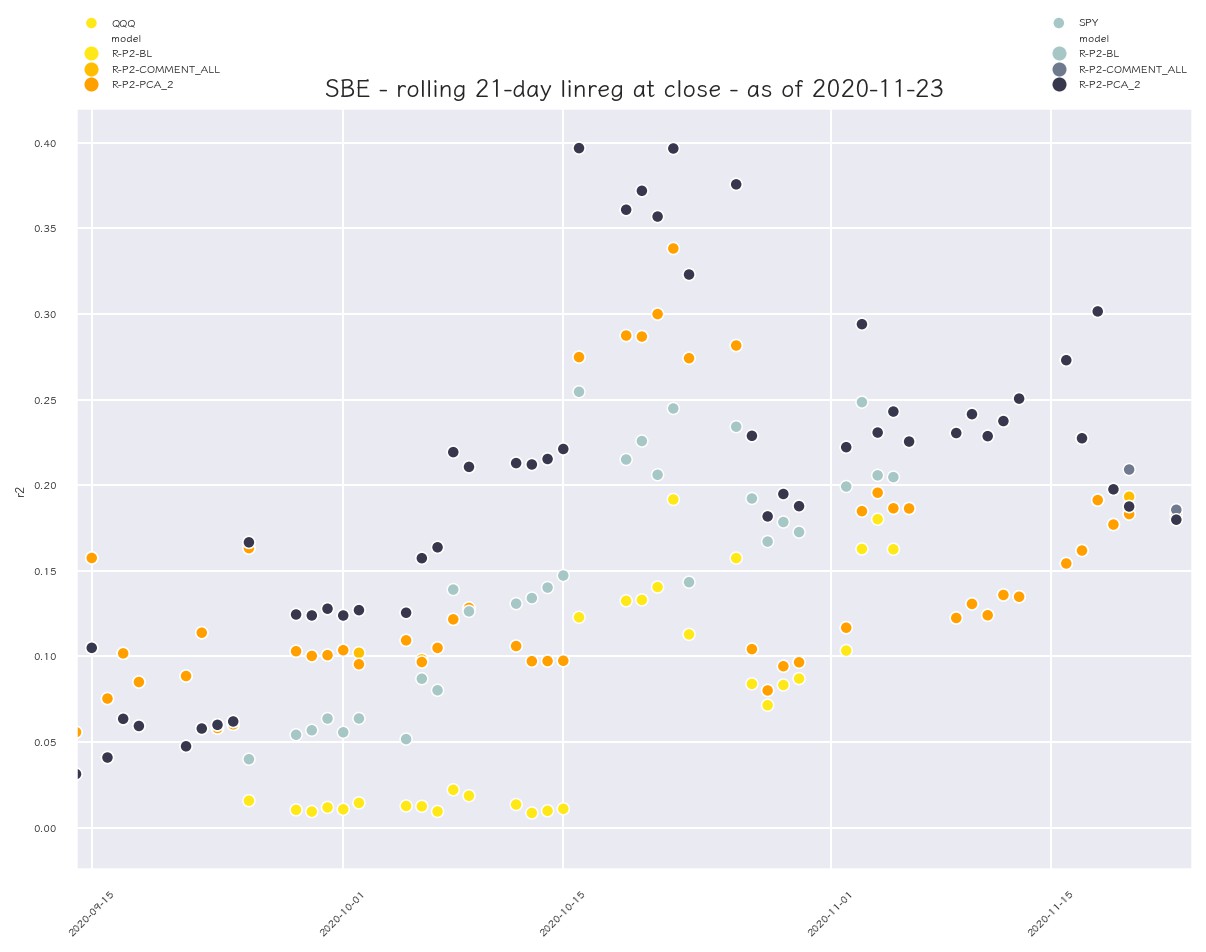 QQQ
model
R-P2-BL
R-P2-COMMENT_ALL
R-P2-PCA_2
SPY
model
R-P2-BL
R-P2-COMMENT_ALL
R-P2-PCA_2
SBE - rolling 21-day linreg at close - as of 2020-11-23
0.40
0.35
0.30
0.25
0.20
0.15
0.10
0.05
0.00
r2
2020-09-15
2020-10-01
2020-10-15
2020-11-01
2020-11-15